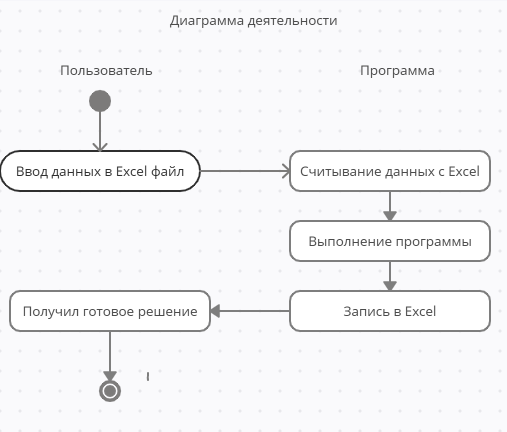 Диаграмма деятельности
Пользователь
Программа
Ввод данных в Excel файл
Считывание данных с Excel
Выполнение программы
Получил готовое решение
Запись в Excel